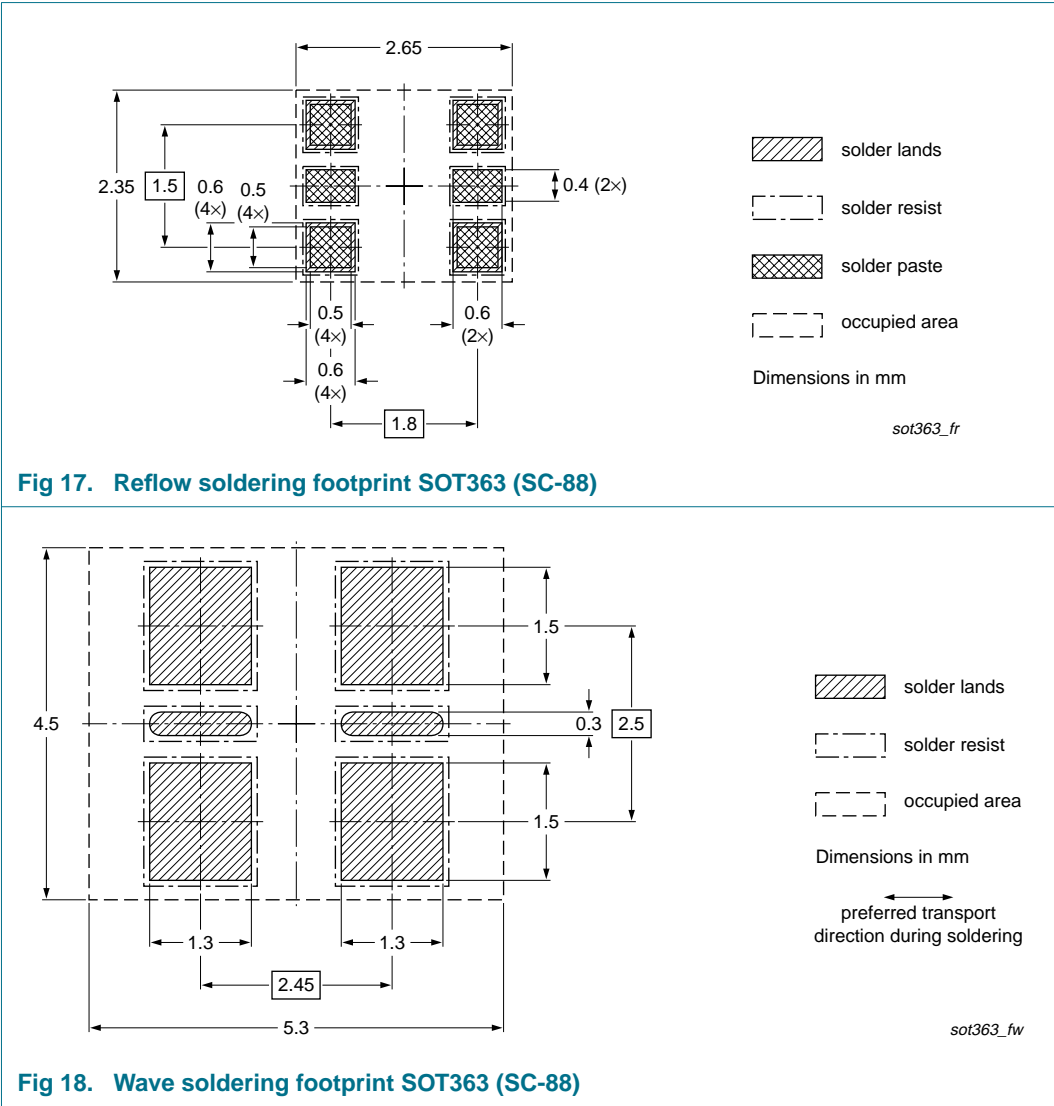 2.65
solder lands
2.35
1.5
0.6
(4×)
0.5
(4×)
0.4 (2×)
solder resist
solder paste
0.5
(4×)
0.6
(2×)
occupied area
0.6
(4×)
Dimensions in mm
1.8
sot363_fr
Fig 17. Reflow soldering footprint SOT363 (SC-88)
1.5
solder lands
4.5
0.3
2.5
solder resist
occupied area
1.5
Dimensions in mm
preferred transport
direction during soldering
1.3
1.3
2.45
5.3
sot363_fw
Fig 18. Wave soldering footprint SOT363 (SC-88)